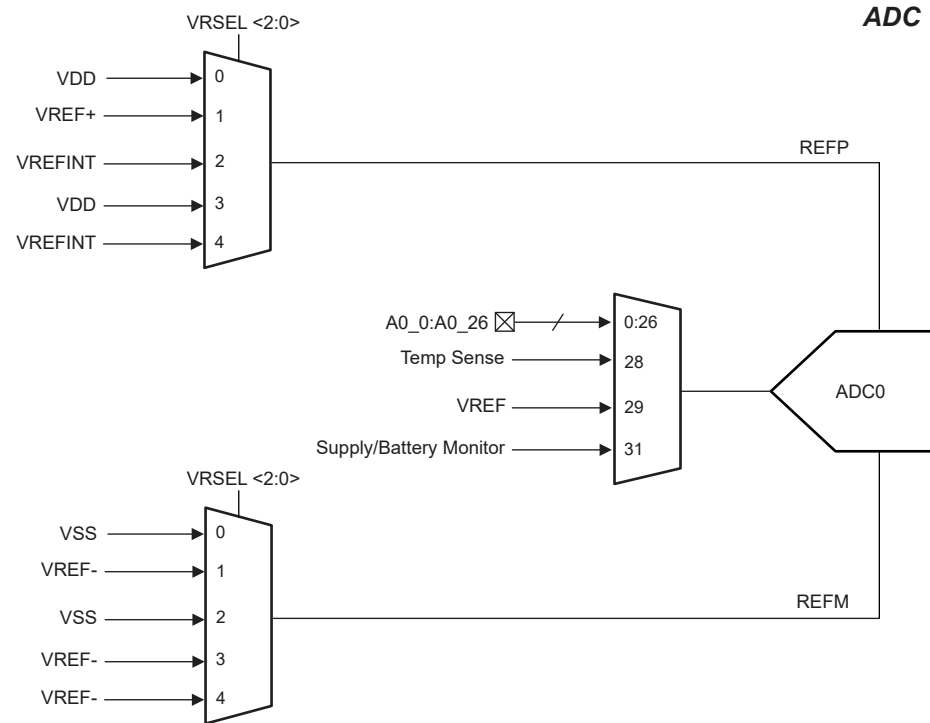 ADC
VRSEL <2:0>
VDD 0
VREF+ 1
VREFINT 2
VDD 3
VREFINT 4
REFP
A0_0:A0_26 0:26
Temp Sense 28
VREF 29
Supply/Battery Monitor 31
ADC0
VRSEL <2:0>
VSS 0
VREF- 1
VSS 2
VREF- 3
VREF- 4
REFM